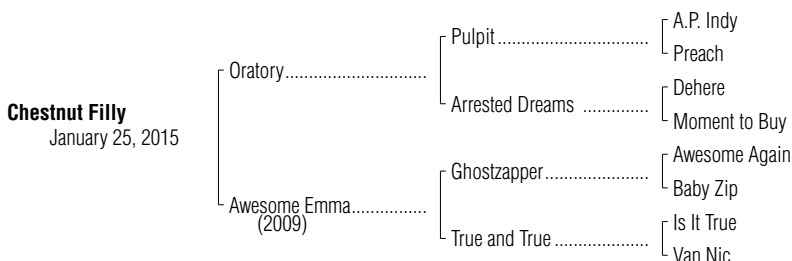 A.P. Indy
Pulpit
Preach
Oratory
Dehere
Arrested Dreams
Chestnut Filly
Moment to Buy
January 25, 2015
Awesome Again
Ghostzapper
Baby Zip
Awesome Emma
(2009)
Is It True
True and True
Van Nic